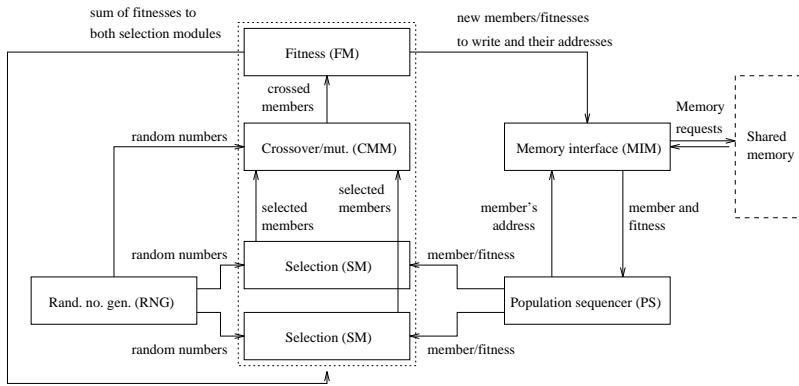 sum of fitnesses to
both selection modules
new members/fitnesses
to write and their addresses
Fitness (FM)
crossed
members
Memory
requests
Shared
memory
random numbers
Crossover/mut. (CMM)
Memory interface (MIM)
selected
members
selected
members
member's
address
member and
fitness
random numbers
member/fitness
Selection (SM)
Rand. no. gen. (RNG)
Population sequencer (PS)
Selection (SM)
random numbers
member/fitness